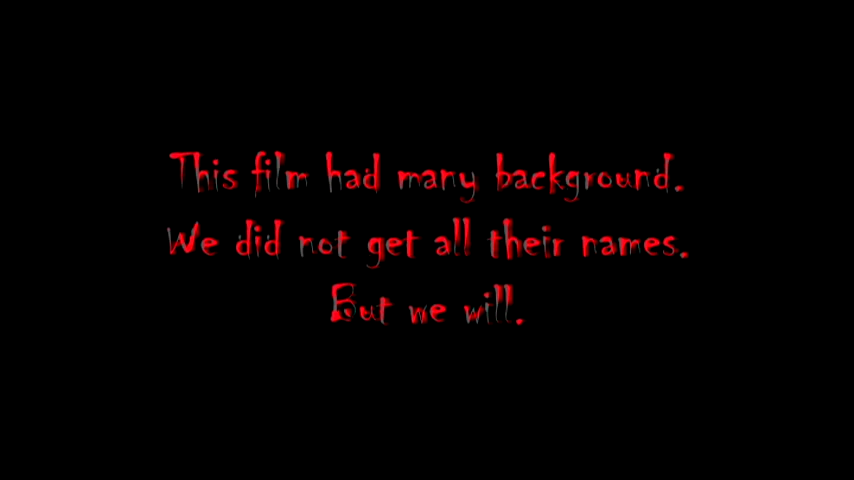 This film had many background.
We did not get all their names.
But we will.